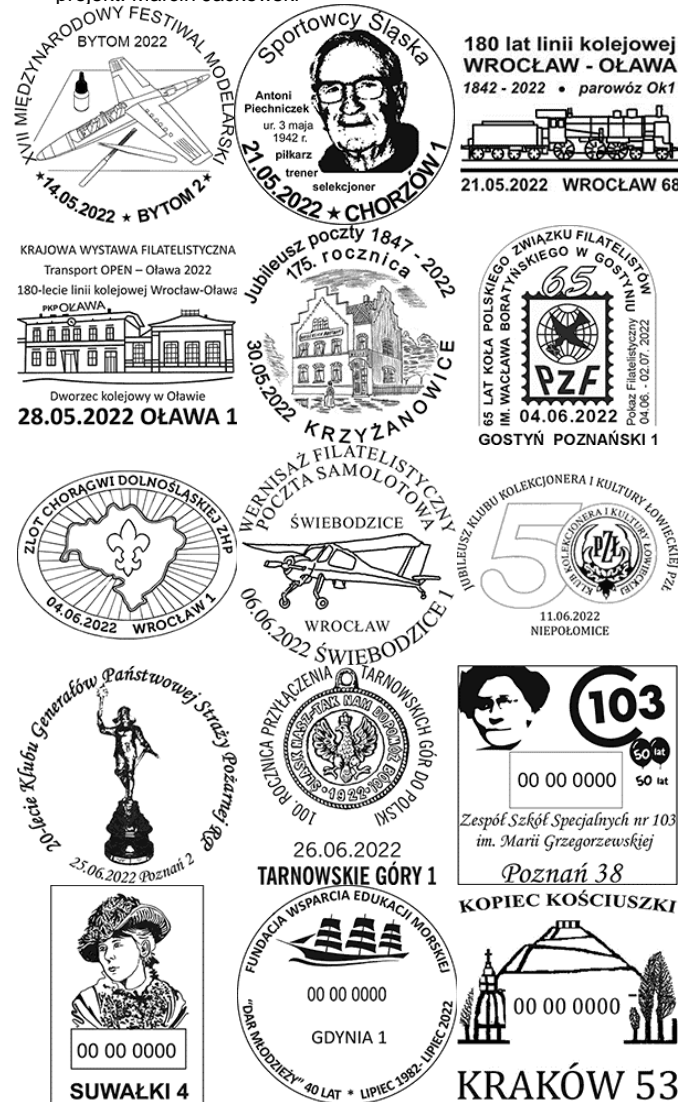 projekt: Marcin Jackowski
XVII MIĘDZYNARODOWY FESTIWAL MODELARSKI
BYTOM 2022
★14.05.2022 ★ BYTOM 2★
Sportowcy Śląska
Antoni
Piechniczek
ur. 3 maja
1942 r.
piłkarz
trener
selekcjoner
21.05.2022 ★ CHORZÓW 1
180 lat linii kolejowej
WROCŁAW - OŁAWA
1842 - 2022 • parowóz Ok1
21.05.2022 WROCŁAW 68
KRAJOWA WYSTAWA FILATELISTYCZNA
Transport OPEN – Oława 2022
180-lecie linii kolejowej Wrocław-Oława
PKP OŁAWA
Dworzec kolejowy w Oławie
28.05.2022 OŁAWA 1
Jubileusz poczty 1847 - 2022
175. rocznica
30.05.2022 KRZYŻANOWICE
65 LAT KOŁA POLSKIEGO ZWIĄZKU FILATELISTÓW
IM. WACŁAWA BORATYŃSKIEGO W GOSTYNIU
65
PZF
Pokaz Filatelistyczny
04.06. - 02.07. 2022
04.06.2022
GOSTYŃ POZNAŃSKI 1
ZLOT CHORĄGWI DOLNOŚLĄSKIEJ ZHP
04.06.2022 WROCŁAW 1
WERNISAŻ FILATELISTYCZNY
POCZTA SAMOLOTOWA
ŚWIEBODZICE
WROCŁAW
06.06.2022 ŚWIEBODZICE 1
JUBILEUSZ KLUBU KOLEKCJONERA I KULTURY ŁOWIECKIEJ PZŁ
50
KLUB KOLEKCJONERA I KULTURY ŁOWIECKIEJ
PZŁ
11.06.2022
NIEPOŁOMICE
20-lecie Klubu Generałów Państwowej Straży Pożarnej RP
25.06.2022 Poznań 2
100. ROCZNICA PRZYŁĄCZENIA TARNOWSKICH GÓR DO POLSKI
ŚLĄSK NASZ-TAK NAM DOPOMÓŻ BÓG!
•1922•
26.06.2022
TARNOWSKIE GÓRY 1
103
50 lat
50 lat
00 00 0000
Zespół Szkół Specjalnych nr 103
im. Marii Grzegorzewskiej
Poznań 38
00 00 0000
SUWAŁKI 4
FUNDACJA WSPARCIA EDUKACJI MORSKIEJ
00 00 0000
GDYNIA 1
"DAR MŁODZIEŻY" 40 LAT * LIPIEC 1982- LIPIEC 2022
KOPIEC KOŚCIUSZKI
00 00 0000
KRAKÓW 53